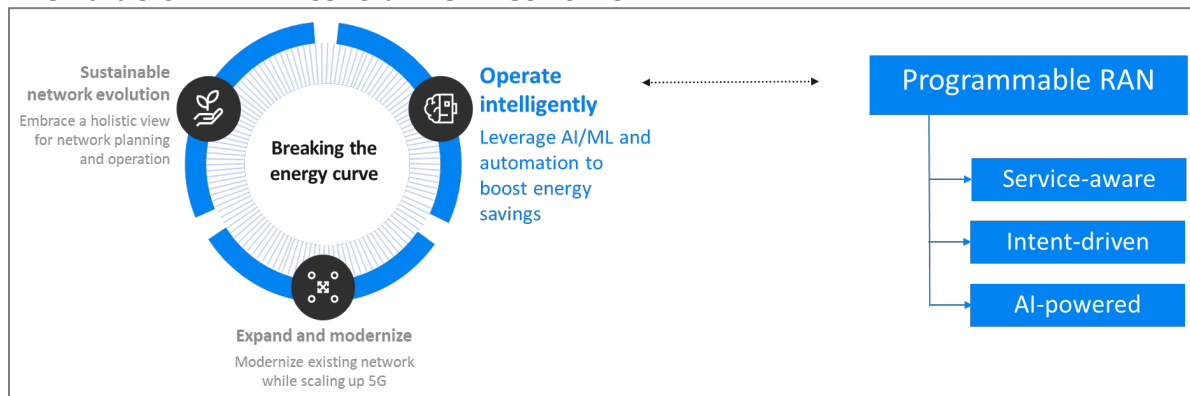 Sustainable
network evolution
Embrace a holistic view
for network planning
and operation
Breaking the
energy curve
Operate
intelligently
Leverage AI/ML and
automation to
boost energy
savings
Expand and modernize
Modernize existing network
while scaling up 5G
Programmable RAN
Service-aware
Intent-driven
AI-powered